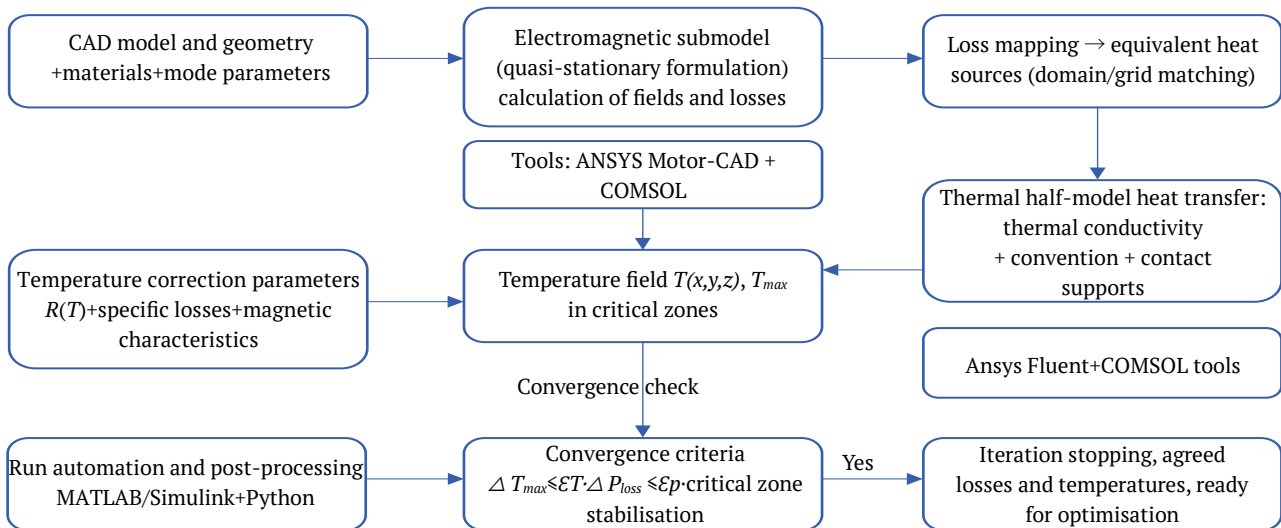 CAD model and geometry
+materials+mode parameters
Electromagnetic submodel
(quasi-stationary formulation)
calculation of fields and losses
Loss mapping → equivalent heat
sources (domain/grid matching)
Tools: ANSYS Motor-CAD +
COMSOL
Thermal half-model heat transfer:
thermal conductivity
+ convention + contact
supports
Temperature correction parameters
R(T)+specific losses+magnetic
characteristics
Temperature field T(x,y,z), Tmax
in critical zones
Ansys Fluent+COMSOL tools
Convergence check
Run automation and post-processing
MATLAB/Simulink+Python
Convergence criteria
△ Tmax≤ƐT·△ Ploss ≤Ɛp·critical zone
stabilisation
Yes
Iteration stopping, agreed
losses and temperatures, ready
for optimisation